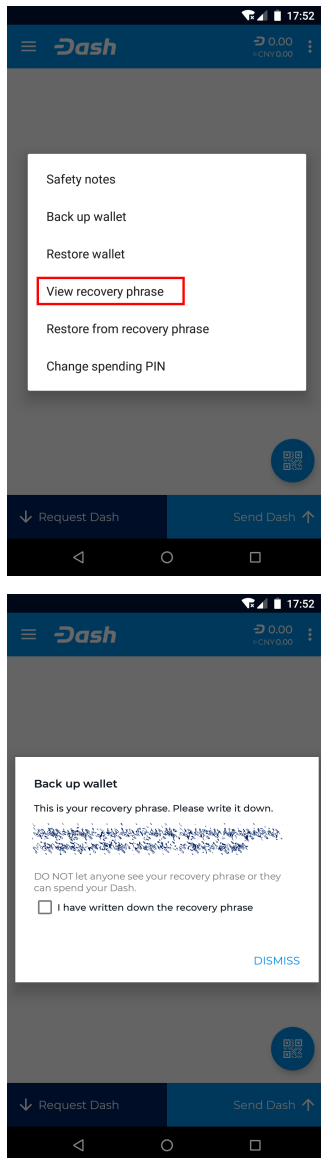 17:52
Dash
0.00
≈CNY 0.00
Safety notes
Back up wallet
Restore wallet
View recovery phrase
Restore from recovery phrase
Change spending PIN
Request Dash
Send Dash
17:52
Dash
0.00
≈CNY 0.00
Back up wallet
This is your recovery phrase. Please write it down.
DO NOT let anyone see your recovery phrase or they
can spend your Dash.
I have written down the recovery phrase
DISMISS
Request Dash
Send Dash